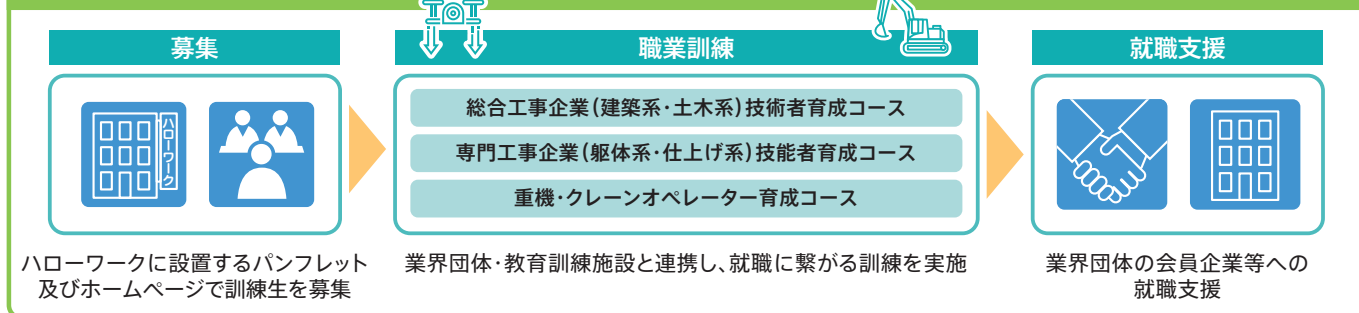 募集
ハローワーク
ハローワークに設置するパンフレット
及びホームページで訓練生を募集
職業訓練
総合工事企業(建築系・土木系)技術者育成コース
専門工事企業(躯体系・仕上げ系)技能者育成コース
重機・クレーンオペレーター育成コース
業界団体・教育訓練施設と連携し、就職に繋がる訓練を実施
就職支援
業界団体の会員企業等への
就職支援